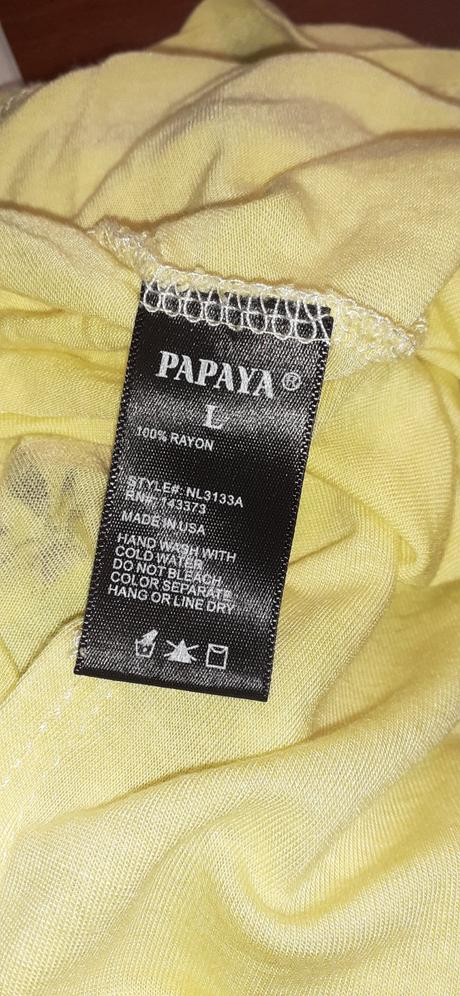 PAPAYA®
L
100% RAYON
STYLE#: NL3133A
RN#: 143373
MADE IN USA
HAND WASH WITH
COLD WATER
DO NOT BLEACH
COLOR SEPARATE
HANG OR LINE DRY